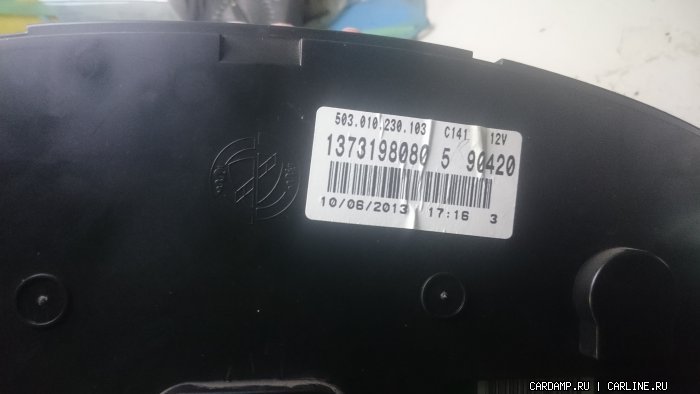 503.010.230.103 C141 12V
1373198080 5 90420
10/06/2013 17:16 3
CARDAMP.RU | CARLINE.RU